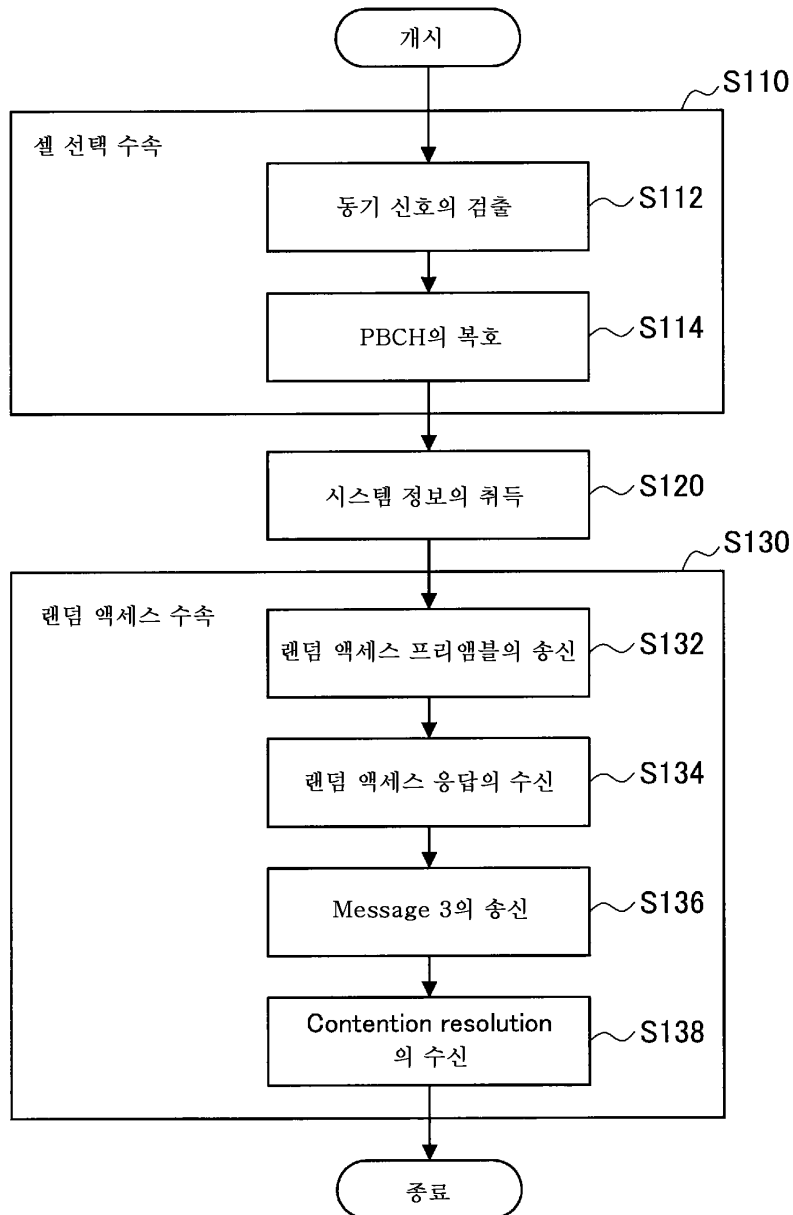 개시
S110
셀 선택 수속
동기 신호의 검출
S112
PBCH의 복호
S114
시스템 정보의 취득
S120
S130
랜덤 액세스 수속
랜덤 액세스 프리앰블의 송신
S132
랜덤 액세스 응답의 수신
S134
Message 3의 송신
S136
Contention resolution
의 수신
S138
종료